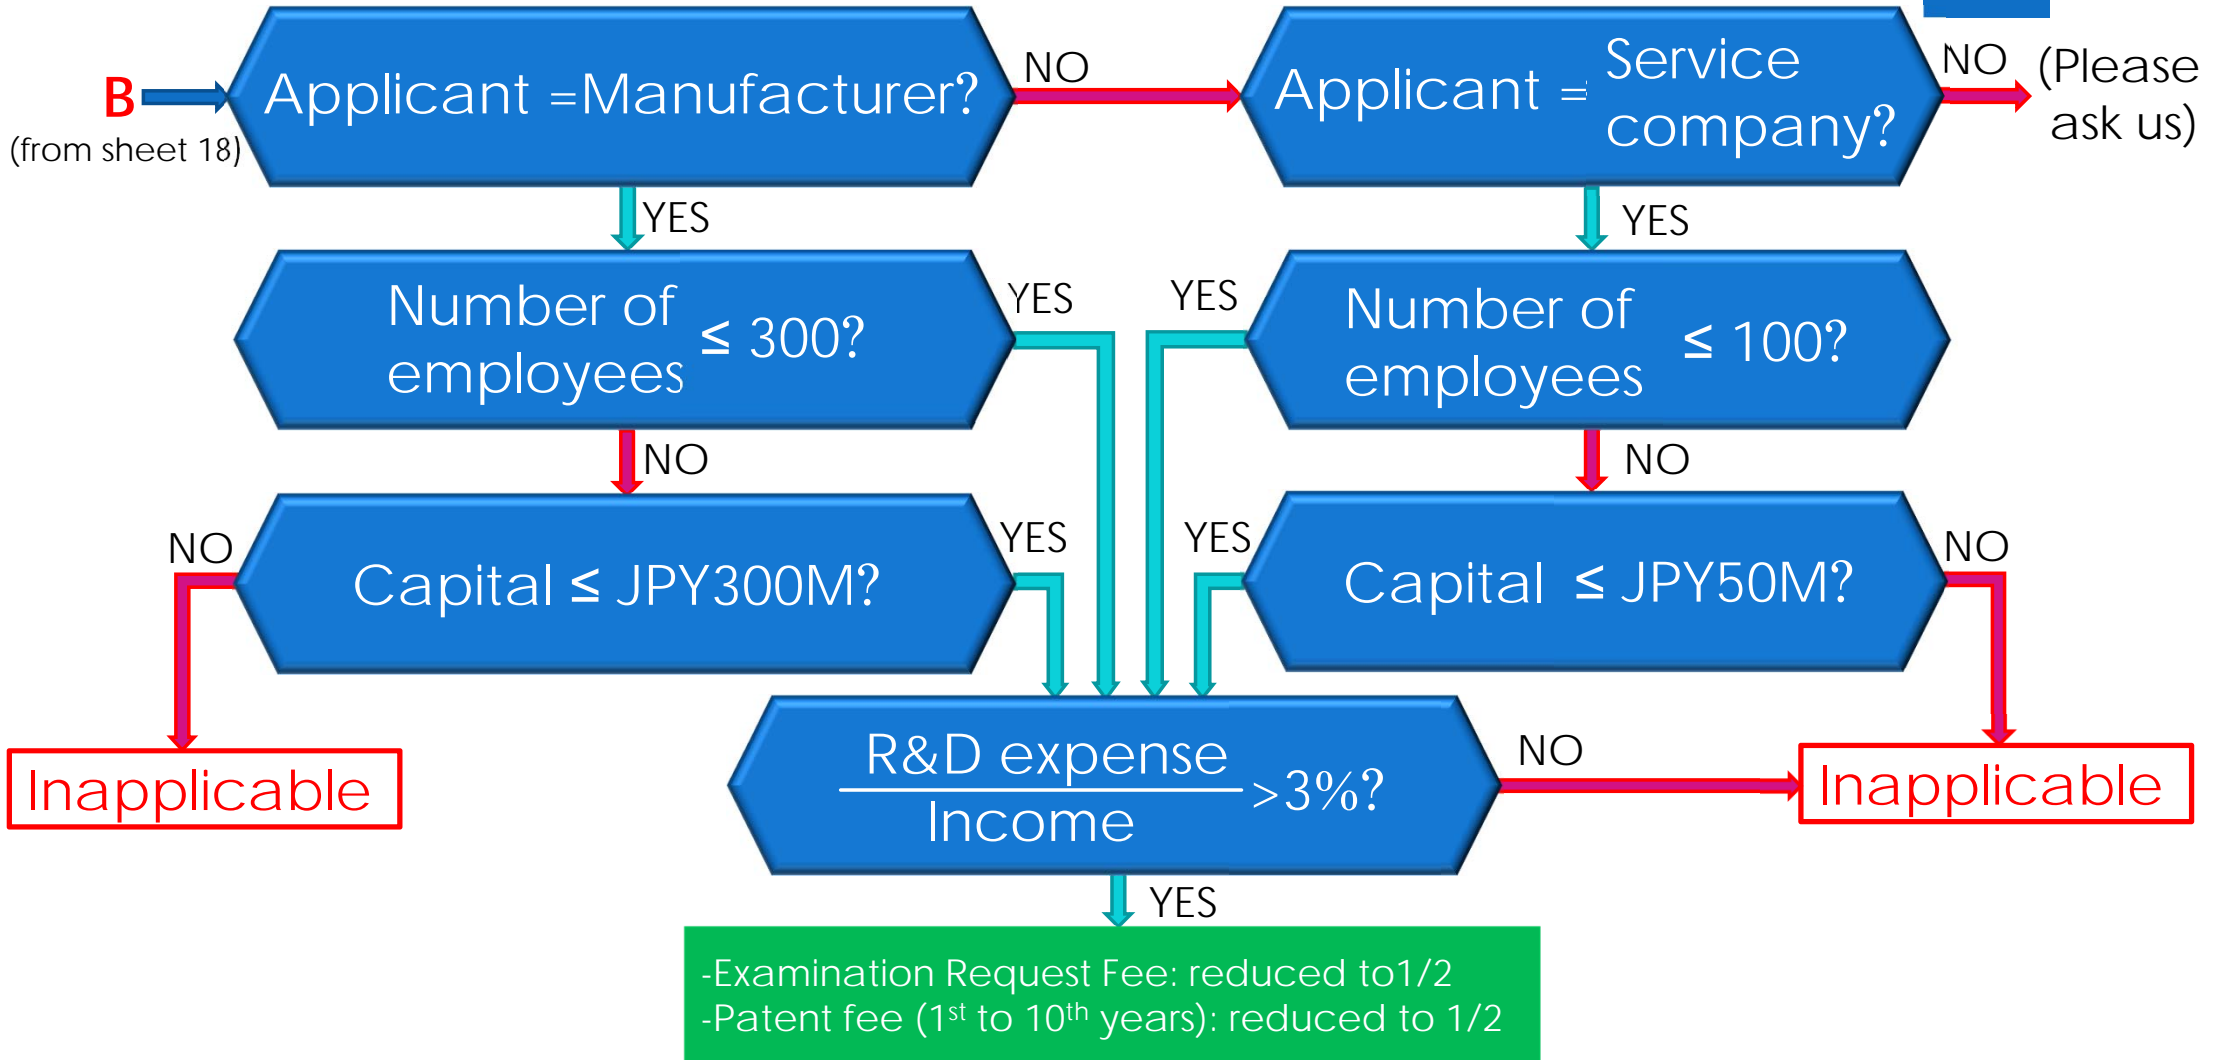 B
(from sheet 18)
Applicant =Manufacturer?
NO
Applicant =
Service
company?
NO
(Please
ask us)
YES
YES
Number of
employees
≤ 300?
YES
YES
Number of
employees
≤ 100?
NO
NO
NO
Capital ≤ JPY300M?
YES
YES
Capital ≤ JPY50M?
NO
Inapplicable
R&D expense
Income
>3%?
NO
Inapplicable
YES
-Examination Request Fee: reduced to1/2
-Patent fee (1st to 10th years): reduced to 1/2